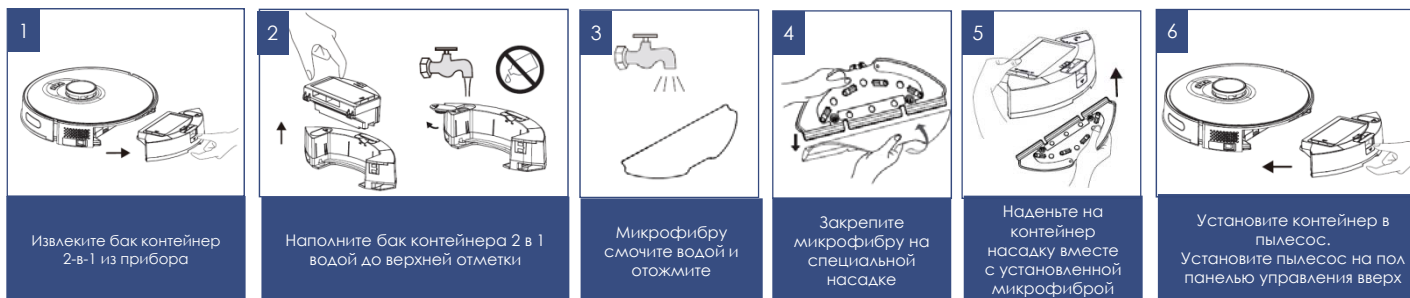 1
Извлеките бак контейнер
2-в-1 из прибора
2
Наполните бак контейнера 2 в 1
водой до верхней отметки
3
Микрофибру
смочите водой и
отожмите
4
Закрепите
микрофибру на
специальной
насадке
5
Наденьте на
контейнер
насадку вместе
с установленной
микрофиброй
6
Установите контейнер в
пылесос.
Установите пылесос на пол
панелью управления вверх